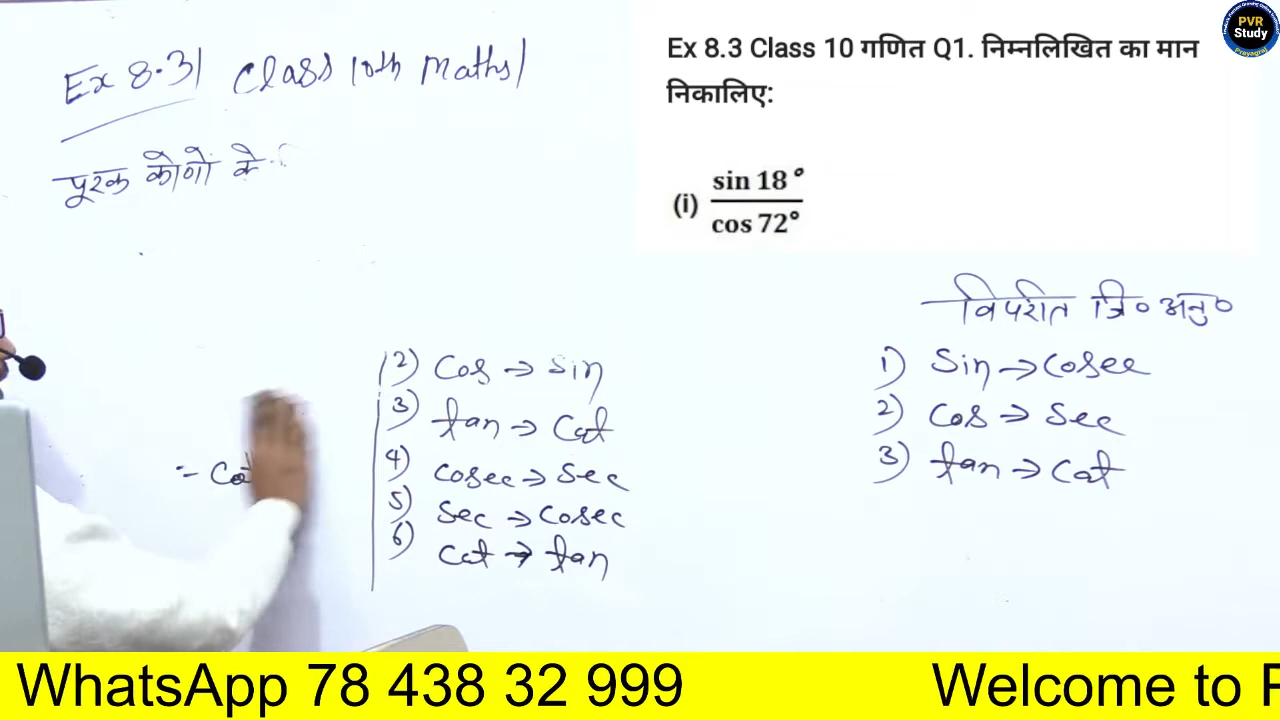 Ex 8.3| Class 10th Maths|
पूरक कोणों के
Ex 8.3 Class 10 गणित Q1. निम्नलिखित का मान
निकालिए:
(i) sin 18°
cos 72°
PVR
Study
Prayagraj
विपरीत त्रि० अनु०
1) Sin → Cosec
2) Cos → Sec
3) tan → Cot
2) Cos → Sin
3) tan → Cot
4) Cosec → Sec
5) Sec → Cosec
6) Cot → tan
= Cot
WhatsApp 78 438 32 999
Welcome to P